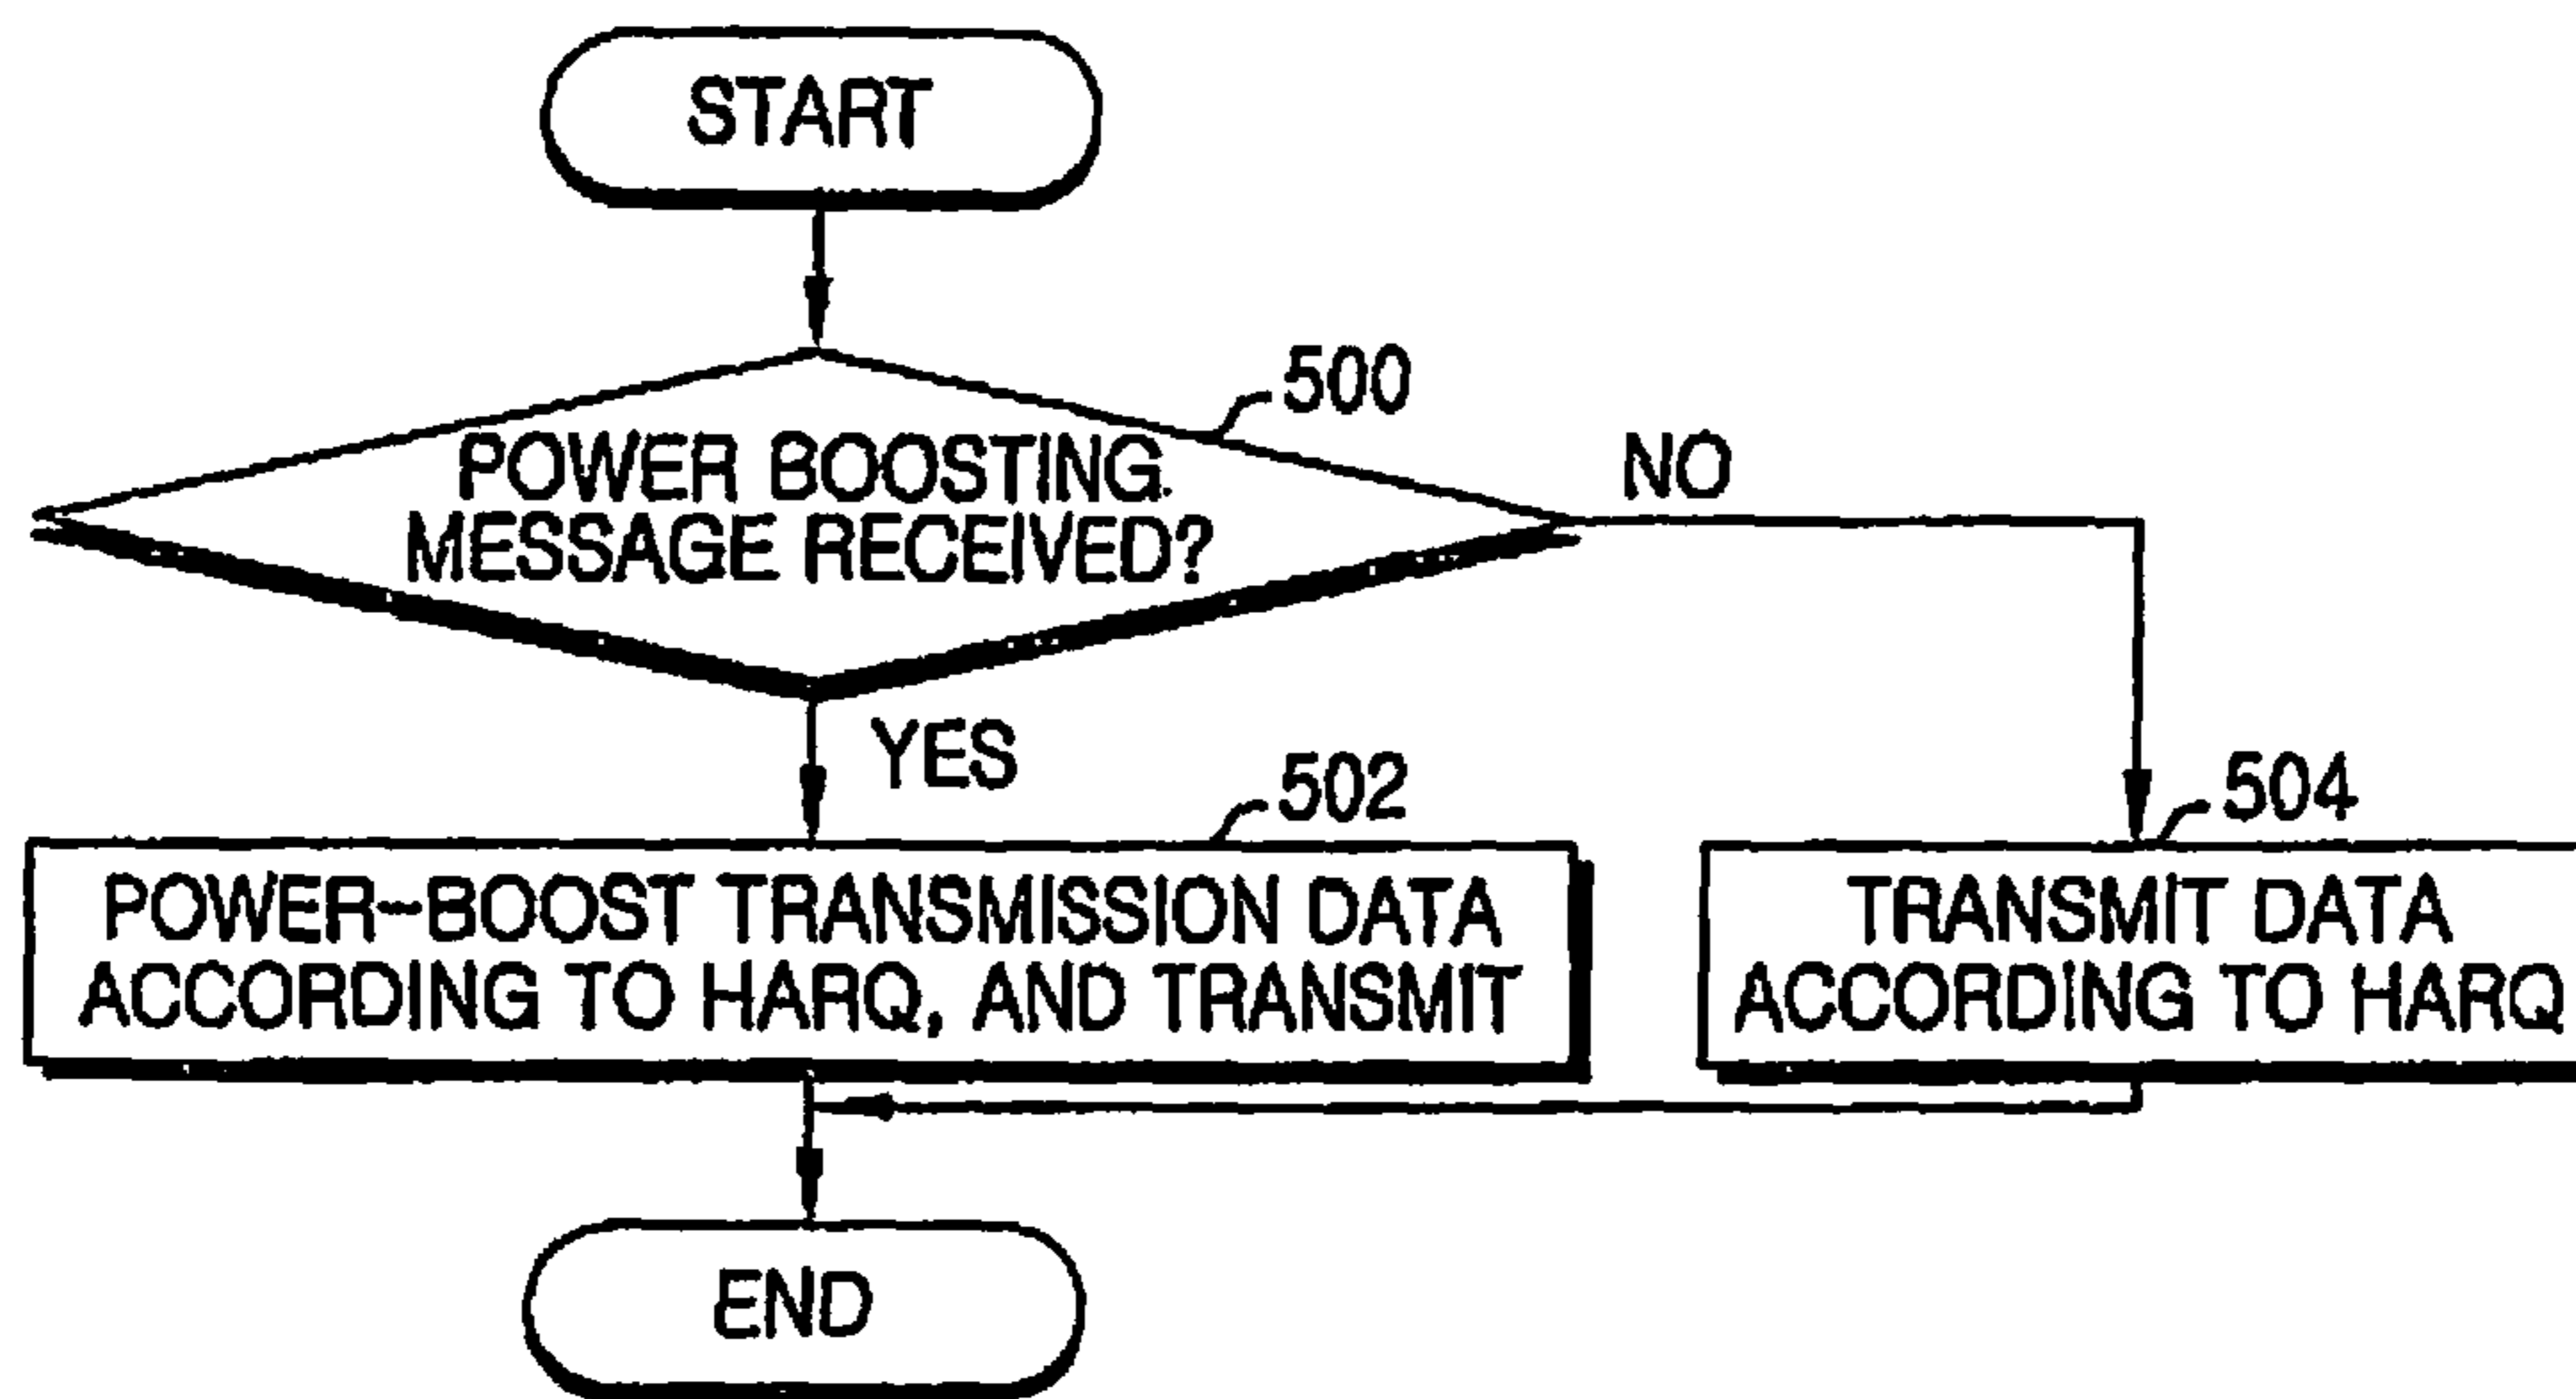 START
500
POWER BOOSTING
MESSAGE RECEIVED?
NO
YES
502
POWER-BOOST TRANSMISSION DATA
ACCORDING TO HARQ, AND TRANSMIT
504
TRANSMIT DATA
ACCORDING TO HARQ
END